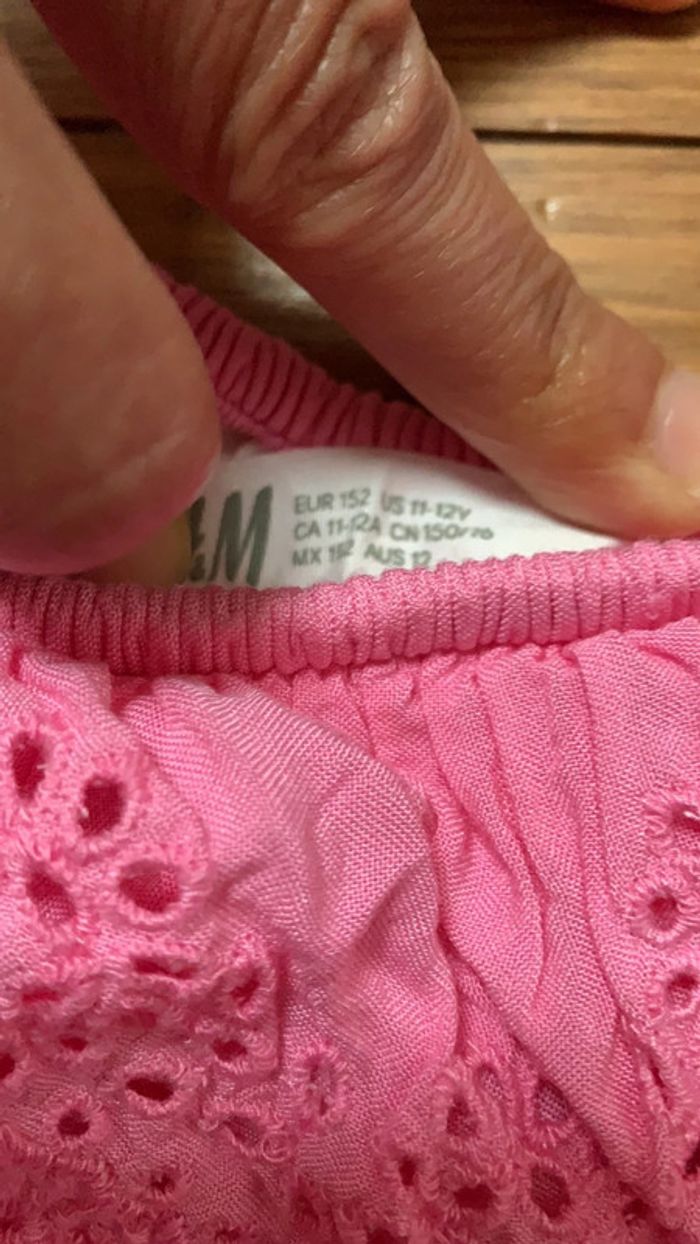 &M
EUR 152 US 11-12Y
CA 11-12A CN 150/76
MX 152 AUS 12